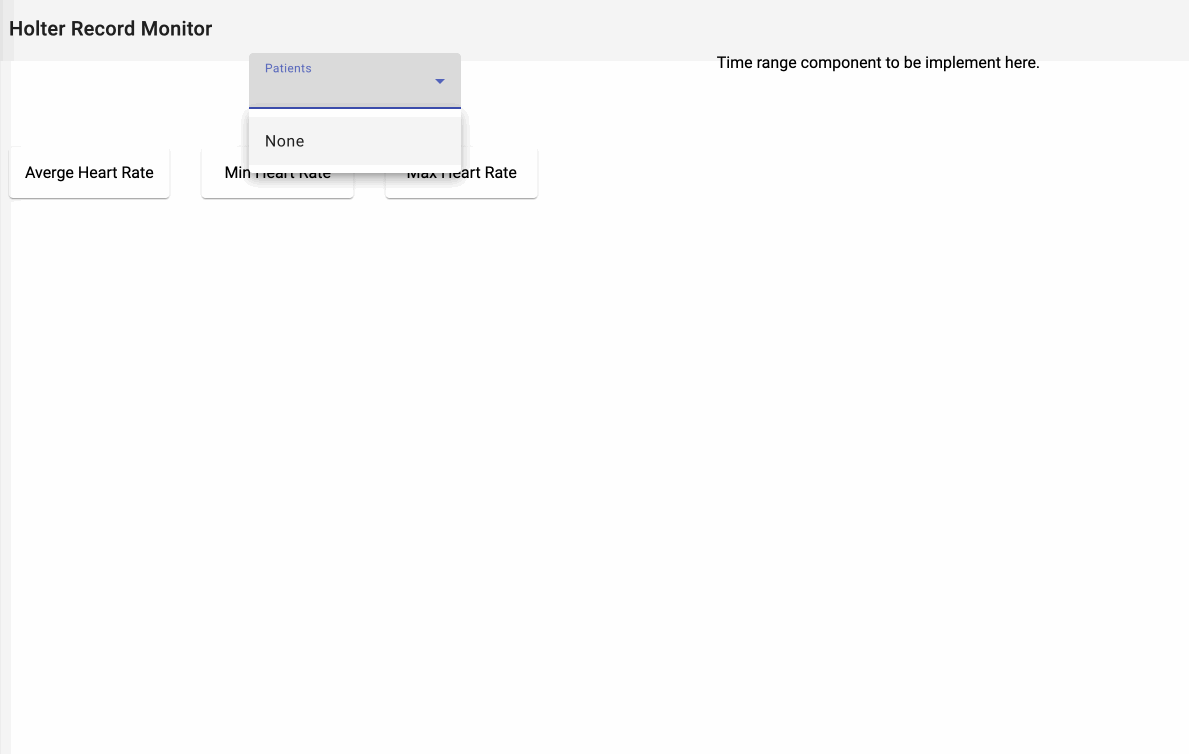 Holter Record Monitor
Patients
Time range component to be implement here.
None
Averge Heart Rate
Min Heart Rate
Max Heart Rate